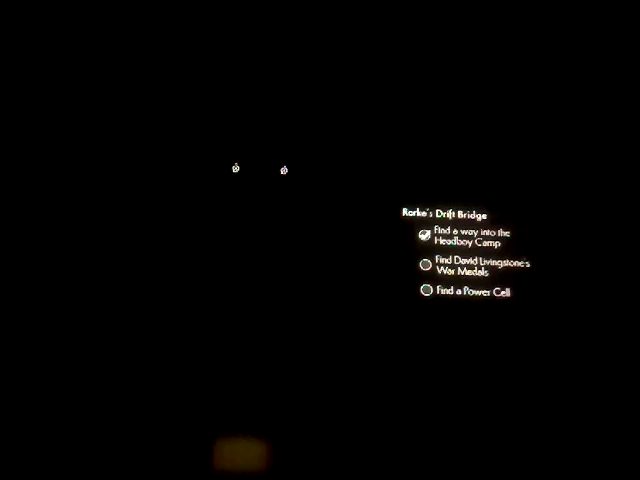 Rorke's Drift Bridge
Find a way into the
Headboy Camp
Find David Livingstone's
War Medals
Find a Power Cell